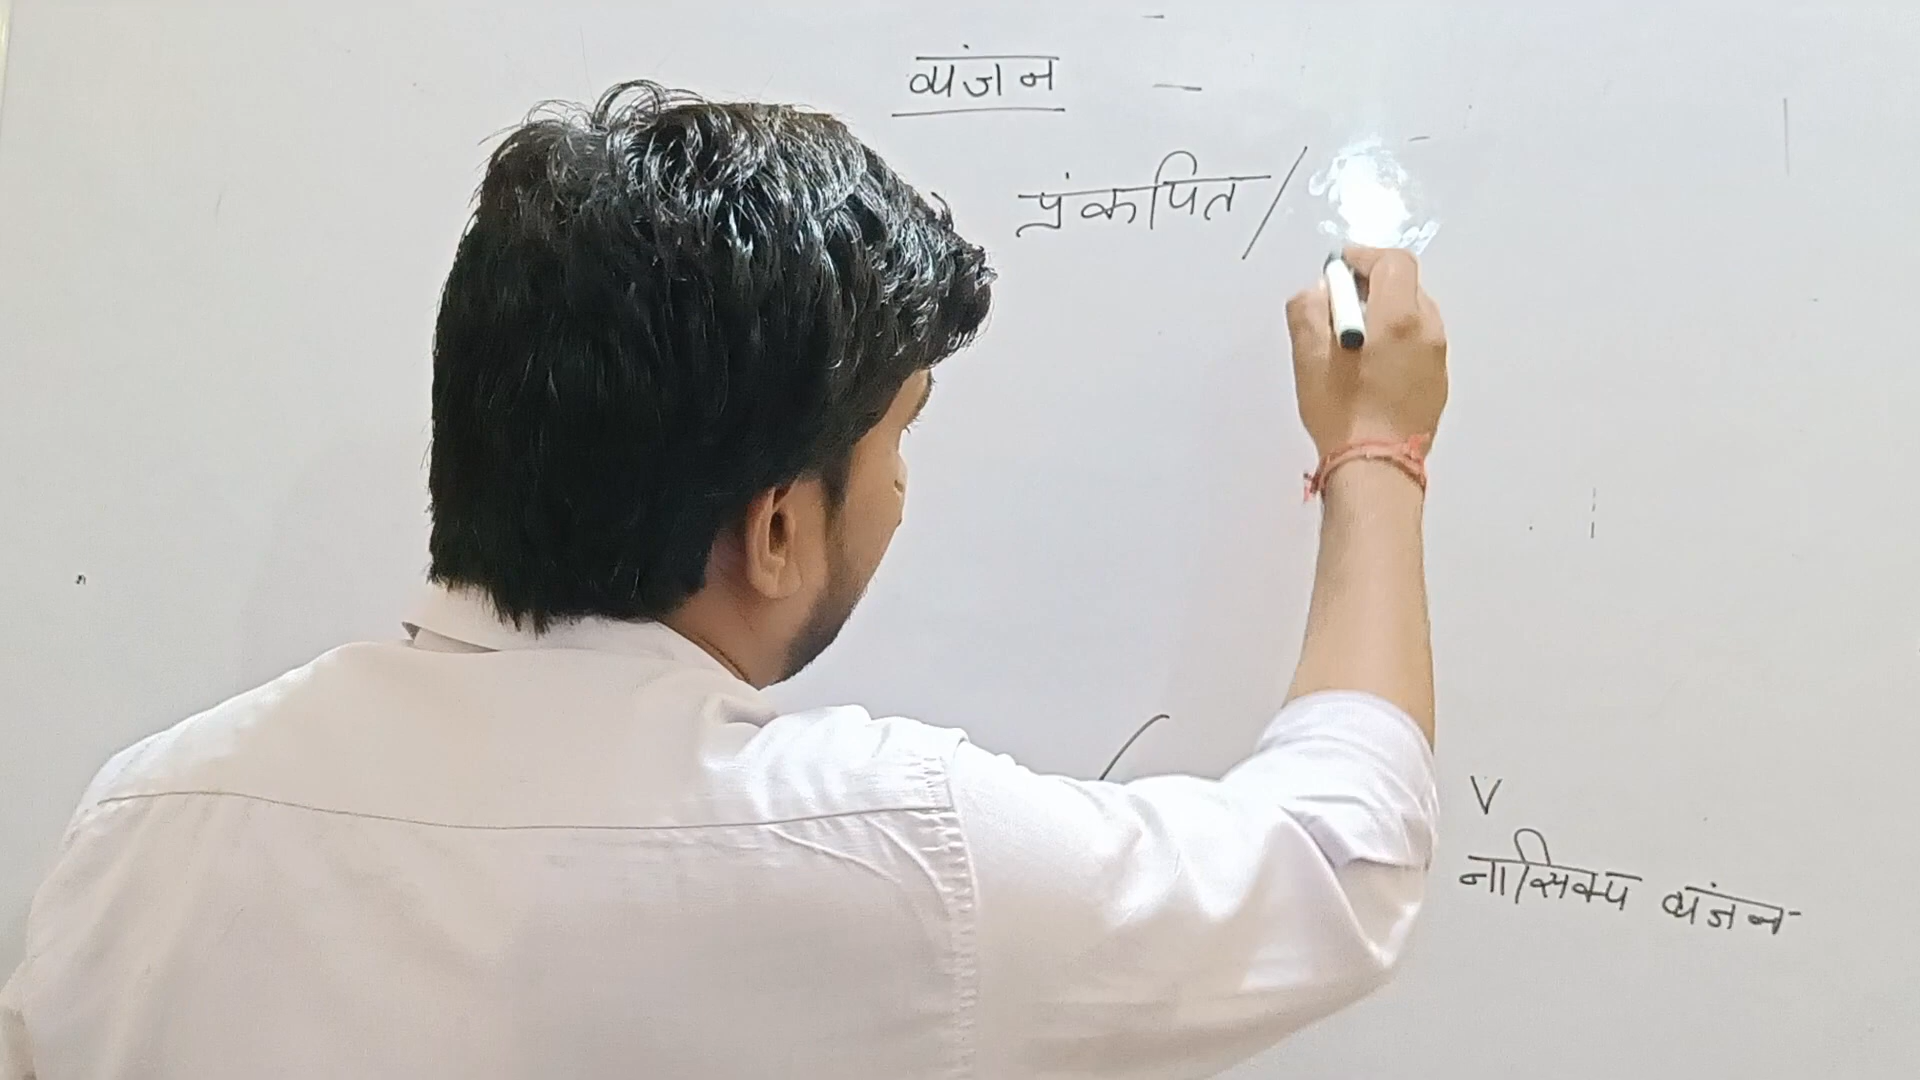 व्यंजन
प्रंकपित /
नासिक्य व्यंजन